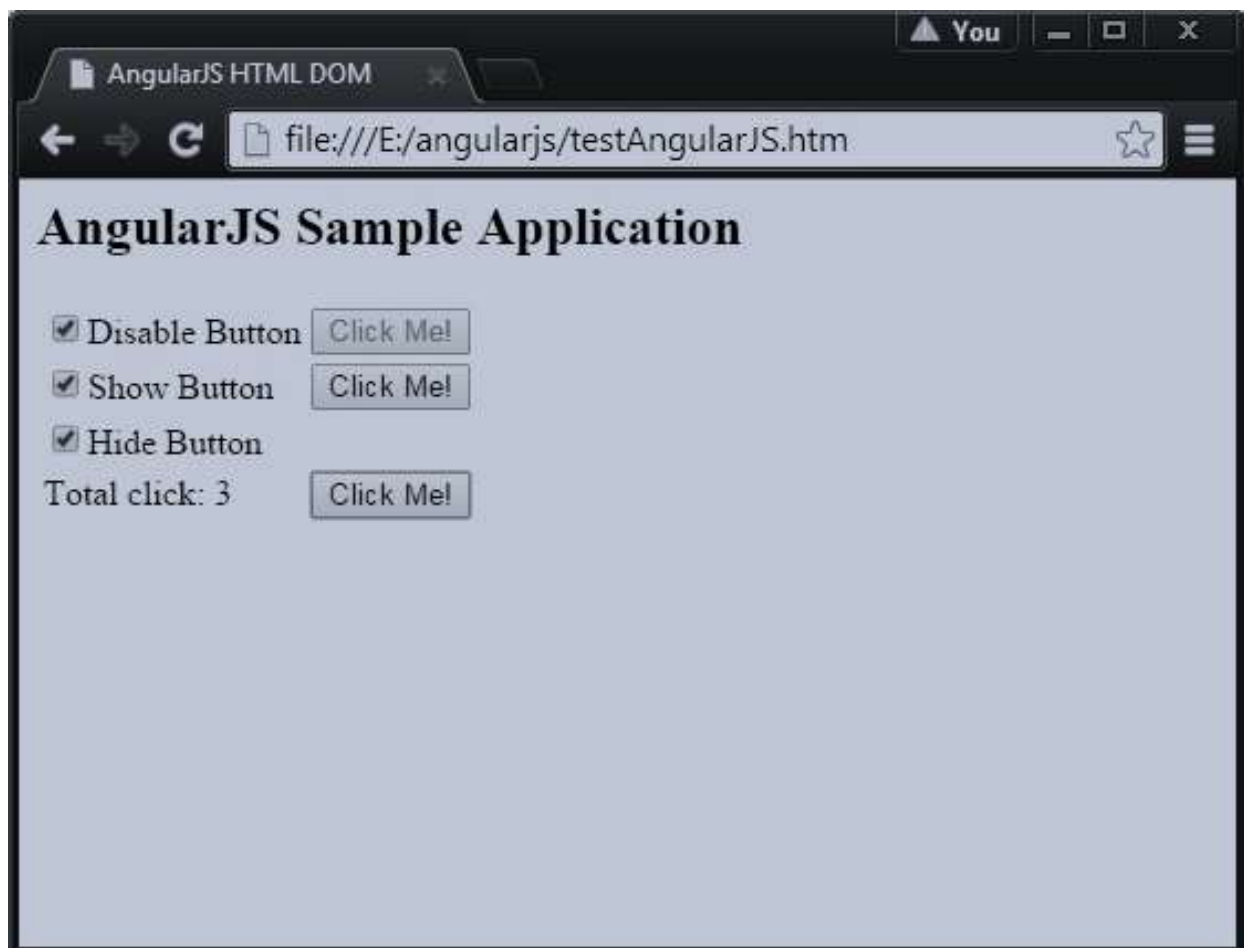 You
AngularJS HTML DOM
file:///E:/angularjs/testAngularJS.htm
AngularJS Sample Application
Disable Button Click Me!
Show Button Click Me!
Hide Button
Total click: 3 Click Me!